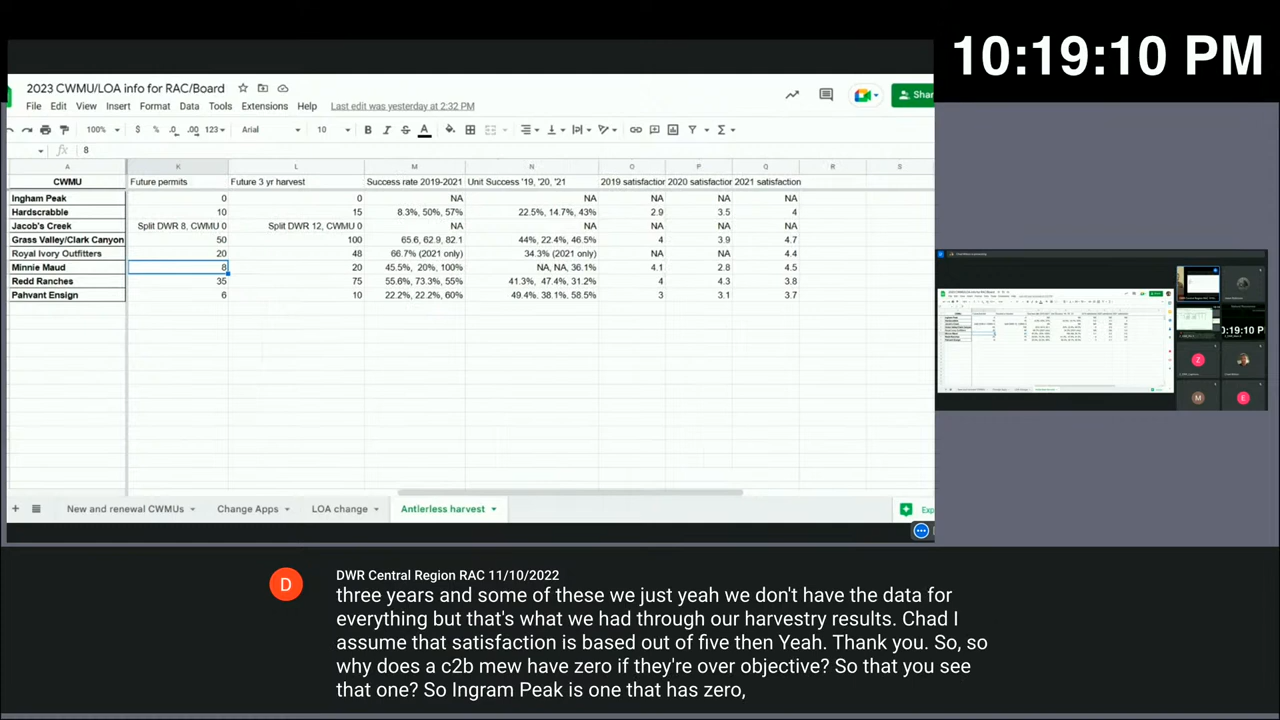 10:19:10 PM
2023 CWMU/LOA info for RAC/Board
File Edit View Insert Format Data Tools Extensions Help Last edit was yesterday at 2:32 PM
Shar
100% $ % .0 .00 123 Arial 10 B I S A
fx 8
A K L M N O P Q R S
CWMU Future permits Future 3 yr harvest Success rate 2019-2021 Unit Success '19, '20, '21 2019 satisfaction 2020 satisfaction 2021 satisfaction
Ingham Peak 0 0 NA NA NA NA NA
Hardscrabble 10 15 8.3%, 50%, 57% 22.5%, 14.7%, 43% 2.9 3.5 4
Jacob's Creek Split DWR 8, CWMU 0 Split DWR 12, CWMU 0 NA NA NA NA NA
Grass Valley/Clark Canyon 50 100 65.6, 62.9, 82.1 44%, 22.4%, 46.5% 4 3.9 4.7
Royal Ivory Outfitters 20 48 66.7% (2021 only) 34.3% (2021 only) NA NA 4.4
Minnie Maud 8 20 45.5%, 20%, 100% NA, NA, 36.1% 4.1 2.8 4.5
Redd Ranches 35 75 55.6%, 73.3%, 55% 41.3%, 47.4%, 31.2% 4 4.3 3.8
Pahvant Ensign 6 10 22.2%, 22.2%, 60% 49.4%, 38.1%, 58.5% 3 3.1 3.7
New and renewal CWMUs Change Apps LOA change Antlerless harvest Exp
:19:10 PM
Z
M E
D
DWR Central Region RAC 11/10/2022
three years and some of these we just yeah we don't have the data for
everything but that's what we had through our harvestry results. Chad I
assume that satisfaction is based out of five then Yeah. Thank you. So, so
why does a c2b mew have zero if they're over objective? So that you see
that one? So Ingram Peak is one that has zero,